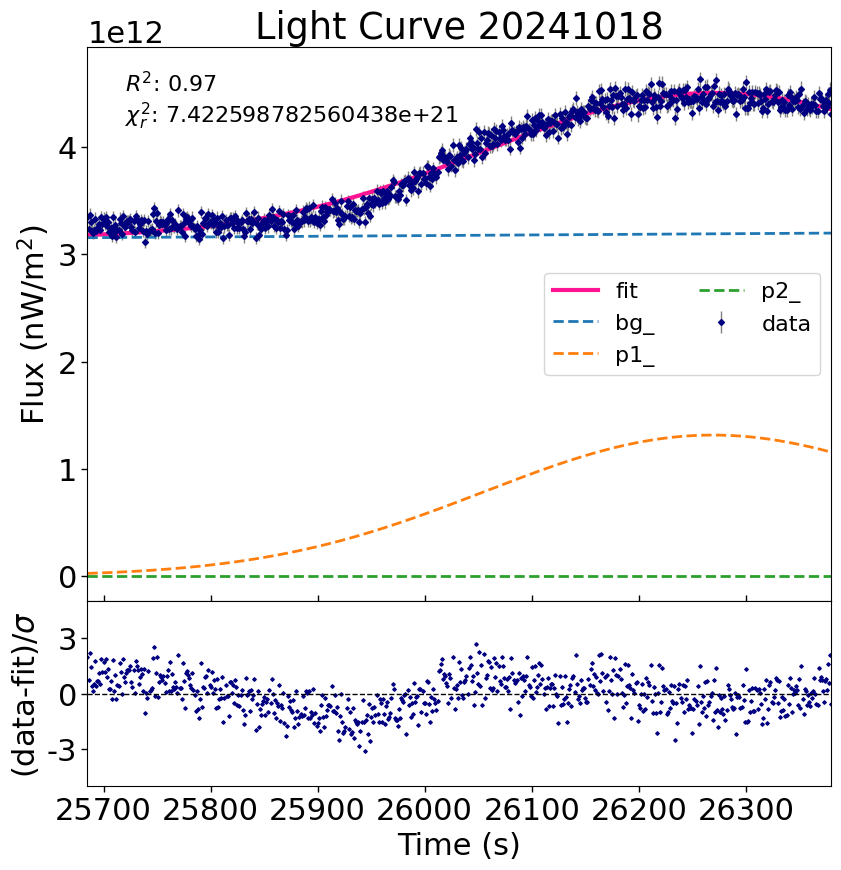 Light Curve 20241018
1e12
R²: 0.97
χ²ᵣ: 7.422598782560438e+21
4
3
2
1
0
Flux (nW/m²)
fit
bg_
p1_
p2_
data
3
0
-3
(data-fit)/σ
25700 25800 25900 26000 26100 26200 26300
Time (s)